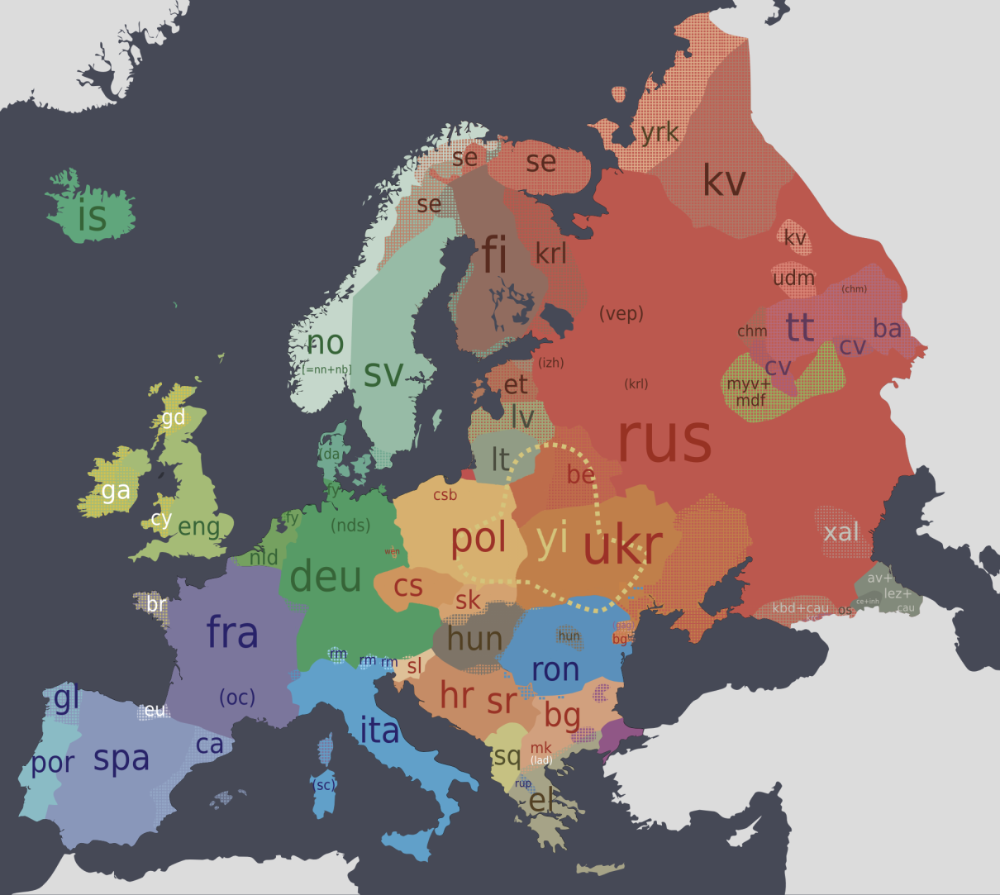 yrk
se
se
kv
se
is
kv
fi
krl
udm
(chm)
(vep)
tt
ba
chm
no
cv
(izh)
[=nn+nb]
sv
cv
et
(krl)
myv+
mdf
gd
lv
rus
(da
lt
be
ga
fy
csb
cy
eng
fy
(nds)
xal
pol
yi
ukr
nld
wen
deu
av+
cs
lez+
br
sk
ce+inh
cau
kbd+cau
os
krc
fra
(gag)
hun
hun
bg
rm
rm
rm
sl
ron
gl
(oc)
hr
sr
eu
bg
ita
ca
por
spa
mk
sq
(lad)
(sc)
rup
el